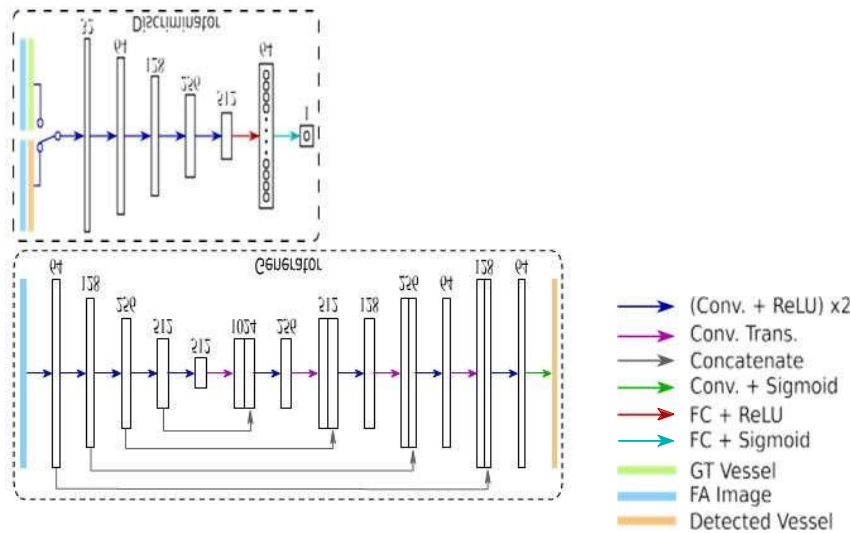 Discriminator
32
64
128
256
512
64
1
Generator
64
128
256
512
512
1024
256
512
128
256
64
128
64
(Conv. + ReLU) x2
Conv. Trans.
Concatenate
Conv. + Sigmoid
FC + ReLU
FC + Sigmoid
GT Vessel
FA Image
Detected Vessel